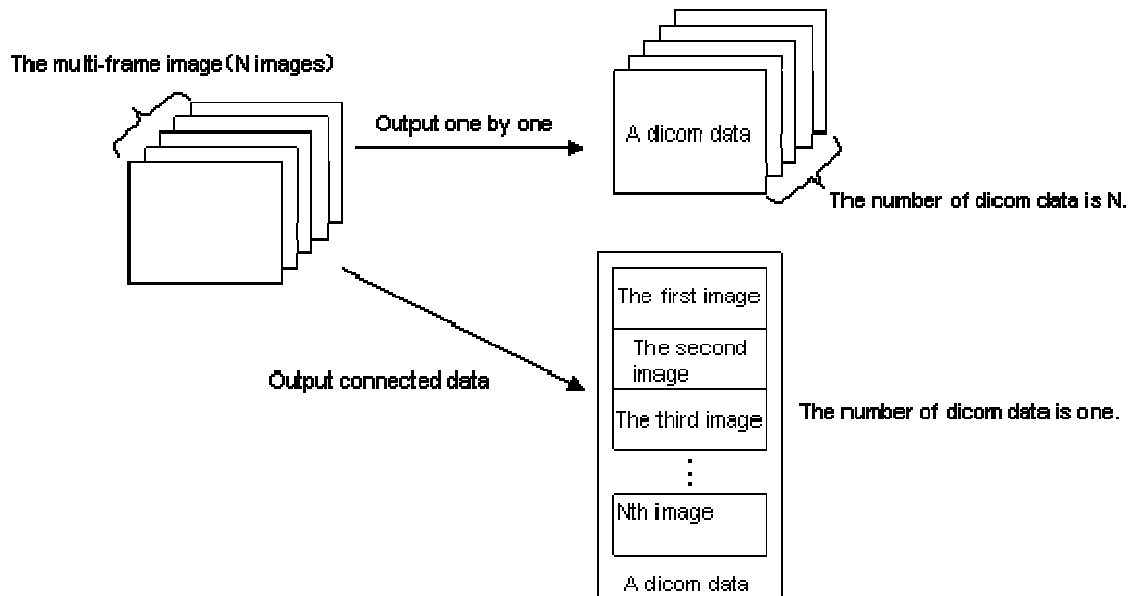 The multi-frame image(N images)
Output one by one
A dicom data
The number of dicom data is N.
The first image
The second
image
Output connected data
The third image
The number of dicom data is one.
⋮
Nth image
A dicom data